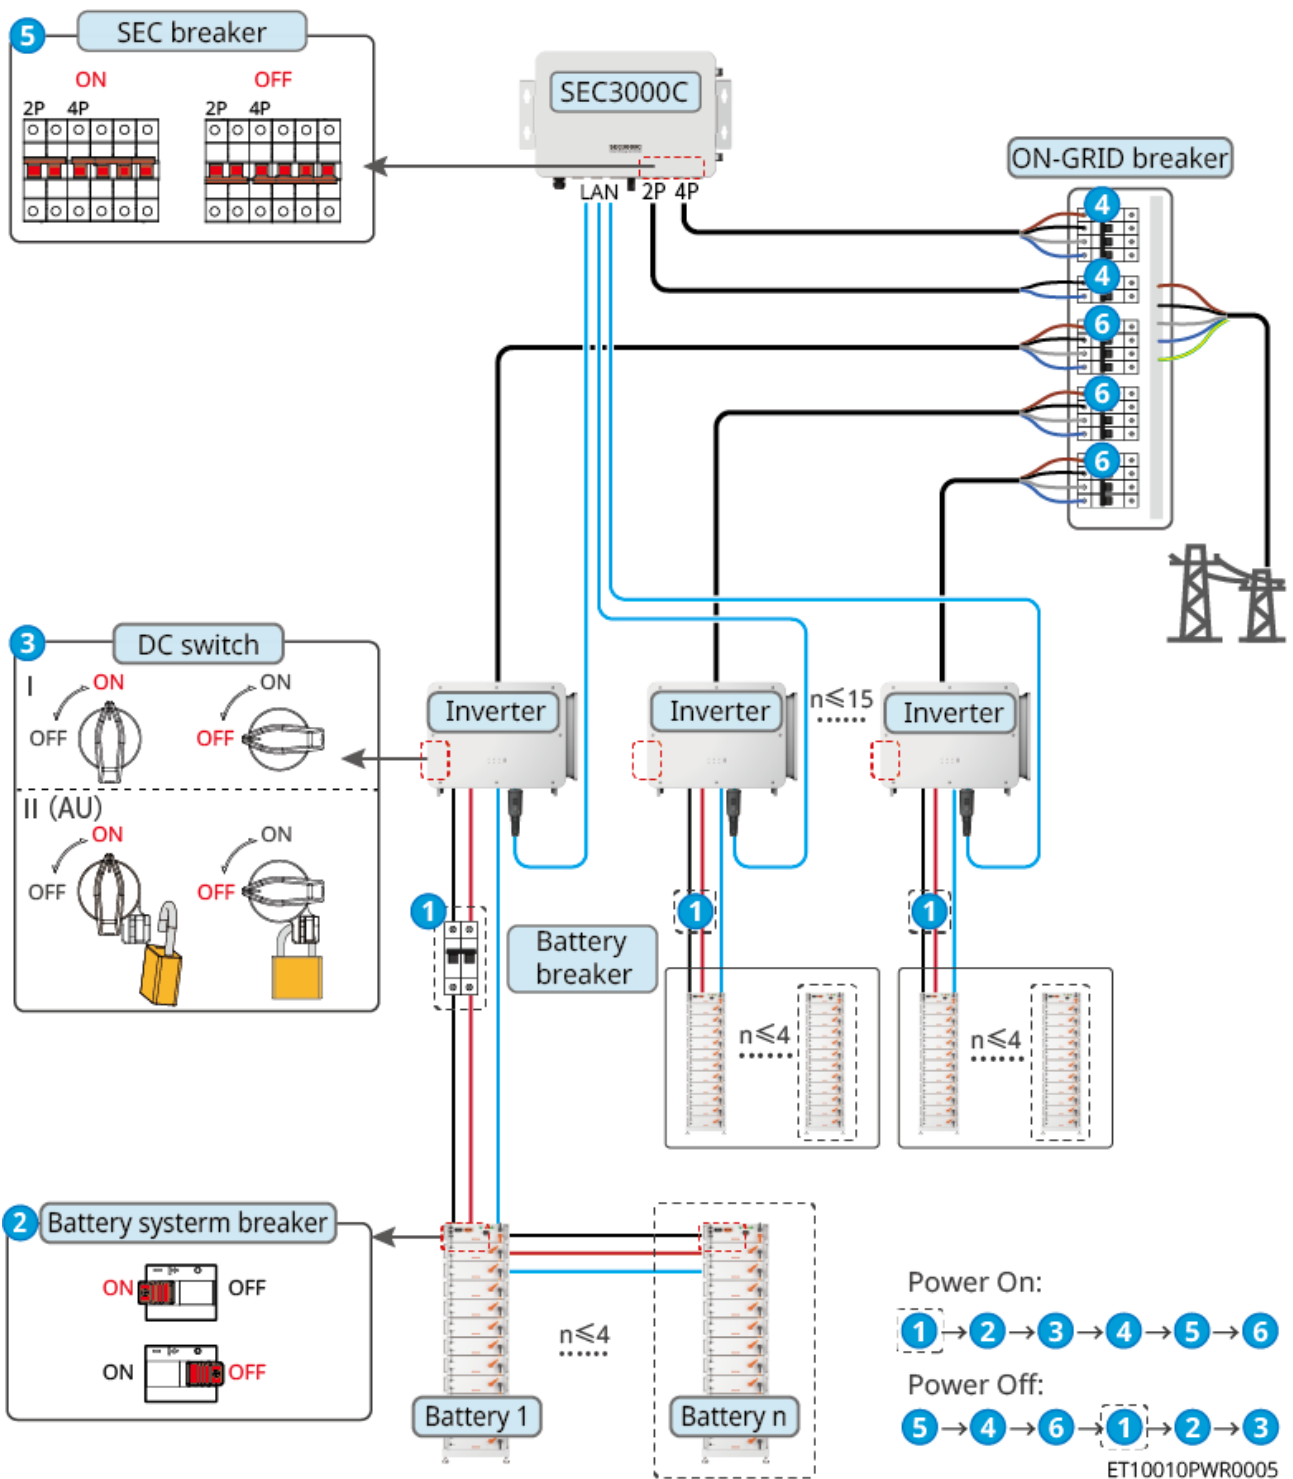 5
SEC breaker
ON
OFF
2P 4P
2P 4P
SEC3000C
SEC3000C
LAN 2P 4P
ON-GRID breaker
4
4
6
6
6
3
DC switch
I
ON
OFF
ON
OFF
II (AU)
ON
OFF
ON
OFF
Inverter
Inverter
n≤15
Inverter
1
1
1
Battery
breaker
n≤4
n≤4
2
Battery systerm breaker
ON
OFF
ON
OFF
n≤4
Battery 1
Battery n
Power On:
1→2→3→4→5→6
Power Off:
5→4→6→1→2→3
ET10010PWR0005